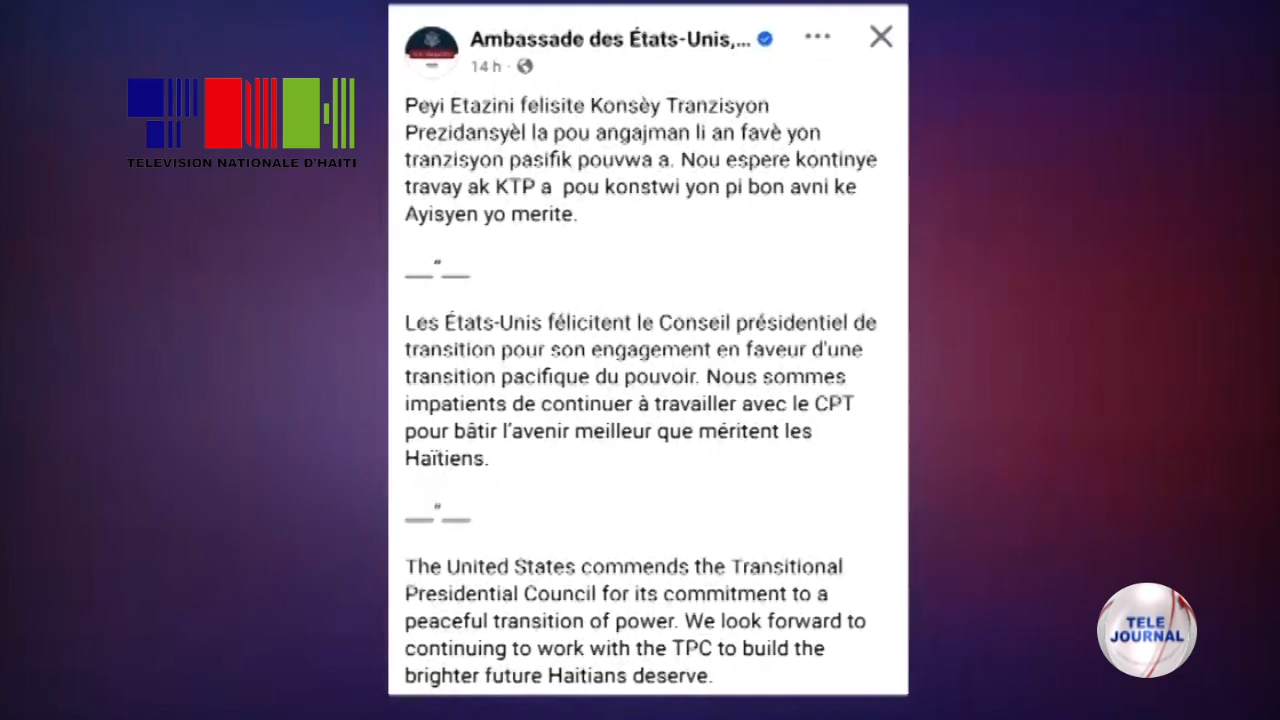 Ambassade des États-Unis,...
14 h ·
TELEVISION NATIONALE D'HAITI
Peyi Etazini felisite Konsèy Tranzisyon
Prezidansyèl la pou angajman li an favè yon
tranzisyon pasifik pouvwa a. Nou espere kontinye
travay ak KTP a pou konstwi yon pi bon avni ke
Ayisyen yo merite.
__"__
Les États-Unis félicitent le Conseil présidentiel de
transition pour son engagement en faveur d'une
transition pacifique du pouvoir. Nous sommes
impatients de continuer à travailler avec le CPT
pour bâtir l'avenir meilleur que méritent les
Haïtiens.
__"__
The United States commends the Transitional
Presidential Council for its commitment to a
peaceful transition of power. We look forward to
continuing to work with the TPC to build the
brighter future Haitians deserve.
TELE
JOURNAL